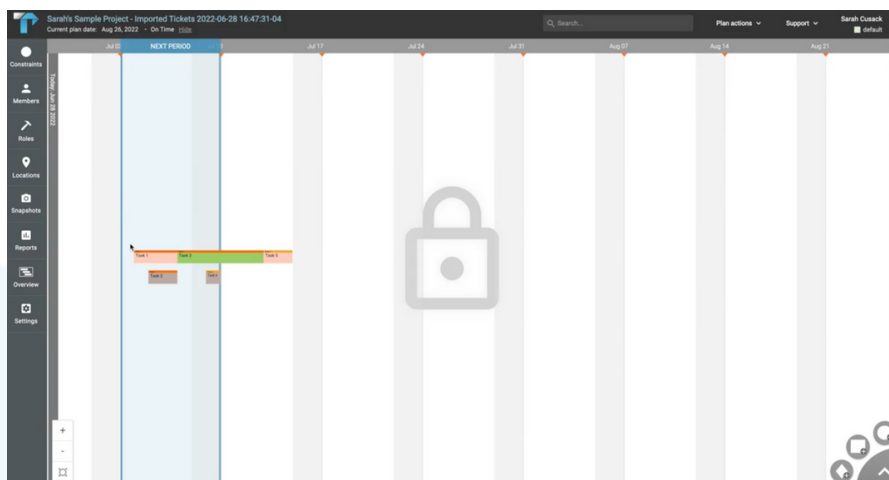 Sarah's Sample Project - Imported Tickets 2022-06-28 16:47:31-04
Current plan date: Aug 26, 2022 • On Time Hide
Search...
Plan actions
Support
Sarah Cusack
default
NEXT PERIOD
Jul 17
Jul 24
Jul 31
Aug 07
Aug 14
Aug 21
Today: Jun 28 2022
Constraints
Members
Roles
Locations
Snapshots
Reports
Overview
Settings
Task 1
Task 3
Task 5
Task 2
+
-